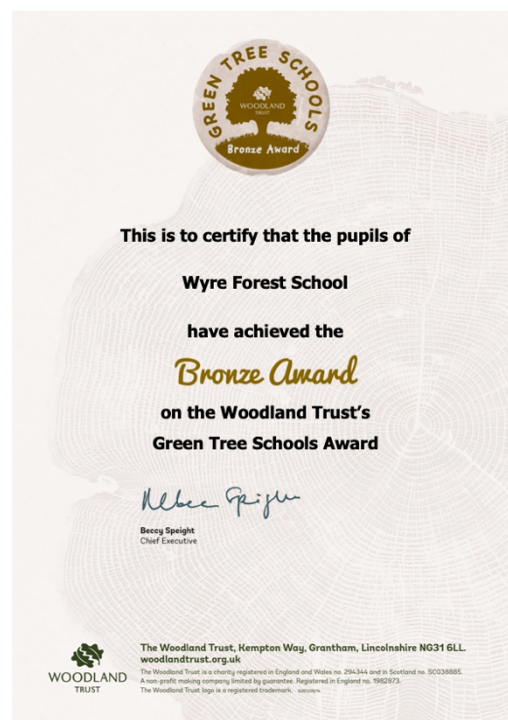 GREEN TREE SCHOOLS
WOODLAND
TRUST
Bronze Award
This is to certify that the pupils of
Wyre Forest School
have achieved the
Bronze Award
on the Woodland Trust's
Green Tree Schools Award
Beccy Speight
Chief Executive
The Woodland Trust, Kempton Way, Grantham, Lincolnshire NG31 6LL.
woodlandtrust.org.uk
The Woodland Trust is a charity registered in England and Wales no. 294344 and in Scotland no. SC038885.
A non-profit making company limited by guarantee. Registered in England no. 1982873.
The Woodland Trust logo is a registered trademark.
WOODLAND
TRUST